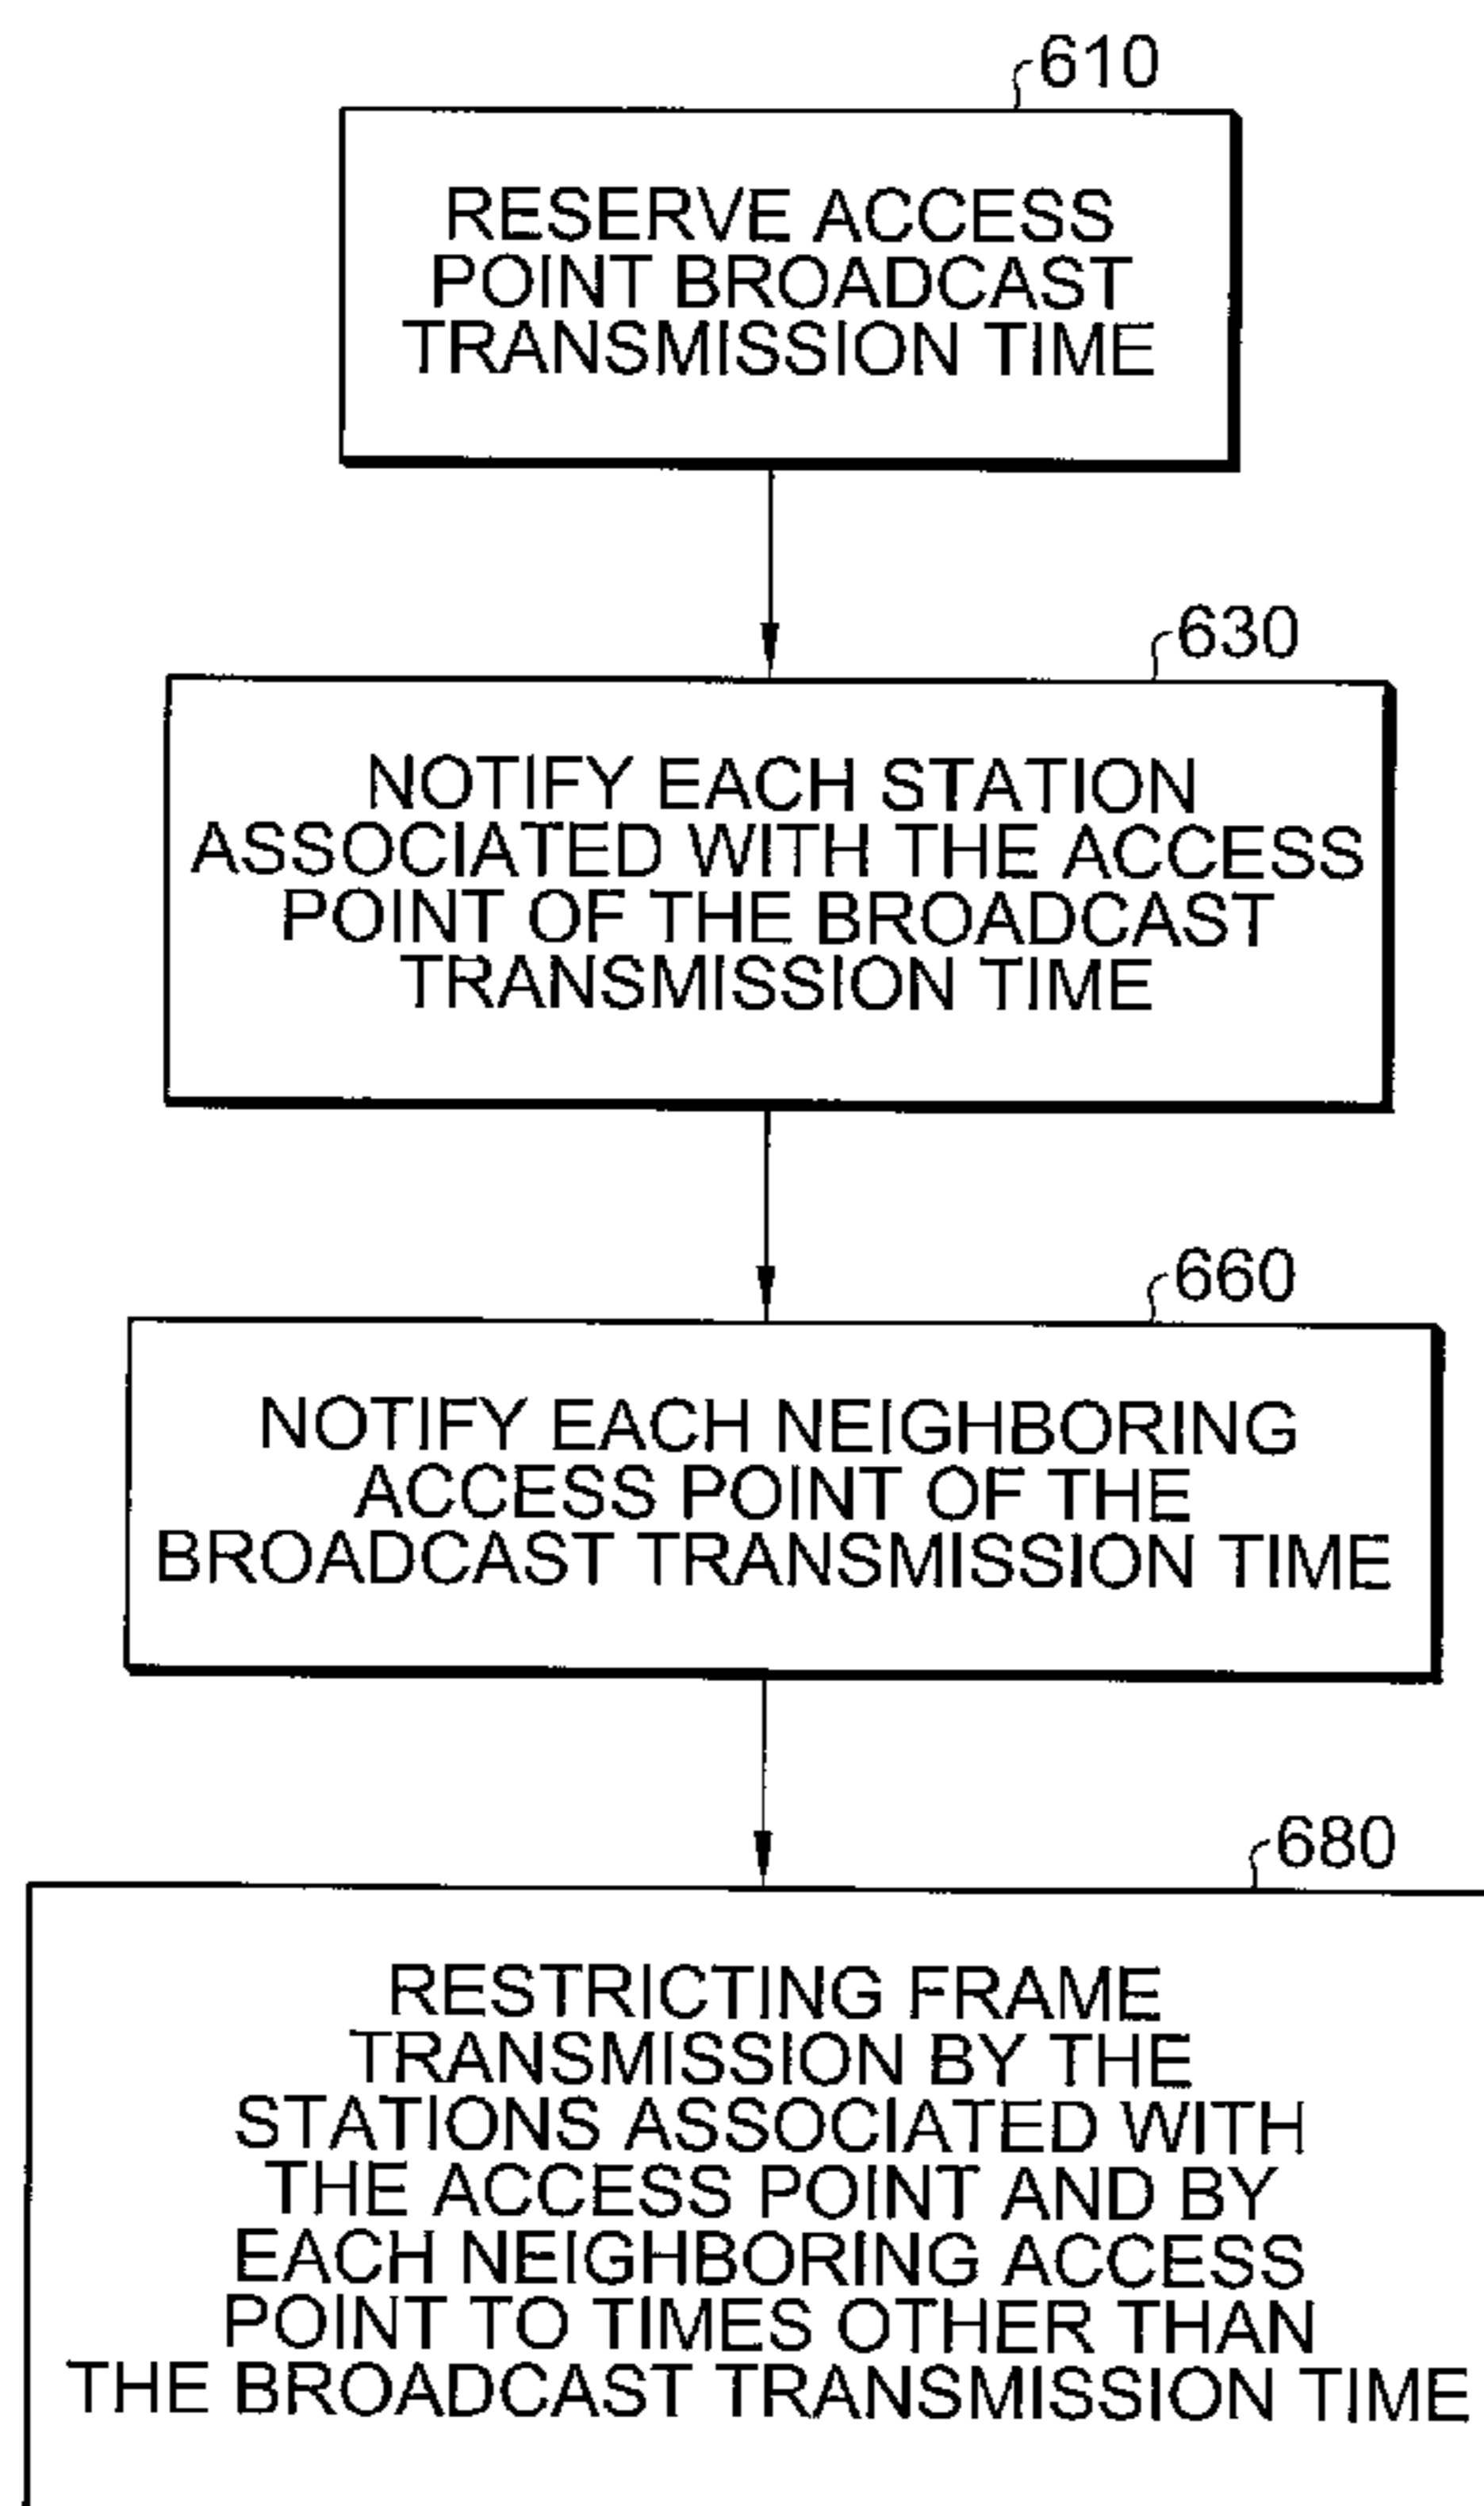 610
RESERVE ACCESS
POINT BROADCAST
TRANSMISSION TIME
630
NOTIFY EACH STATION
ASSOCIATED WITH THE ACCESS
POINT OF THE BROADCAST
TRANSMISSION TIME
660
NOTIFY EACH NEIGHBORING
ACCESS POINT OF THE
BROADCAST TRANSMISSION TIME
680
RESTRICTING FRAME
TRANSMISSION BY THE
STATIONS ASSOCIATED WITH
THE ACCESS POINT AND BY
EACH NEIGHBORING ACCESS
POINT TO TIMES OTHER THAN
THE BROADCAST TRANSMISSION TIME